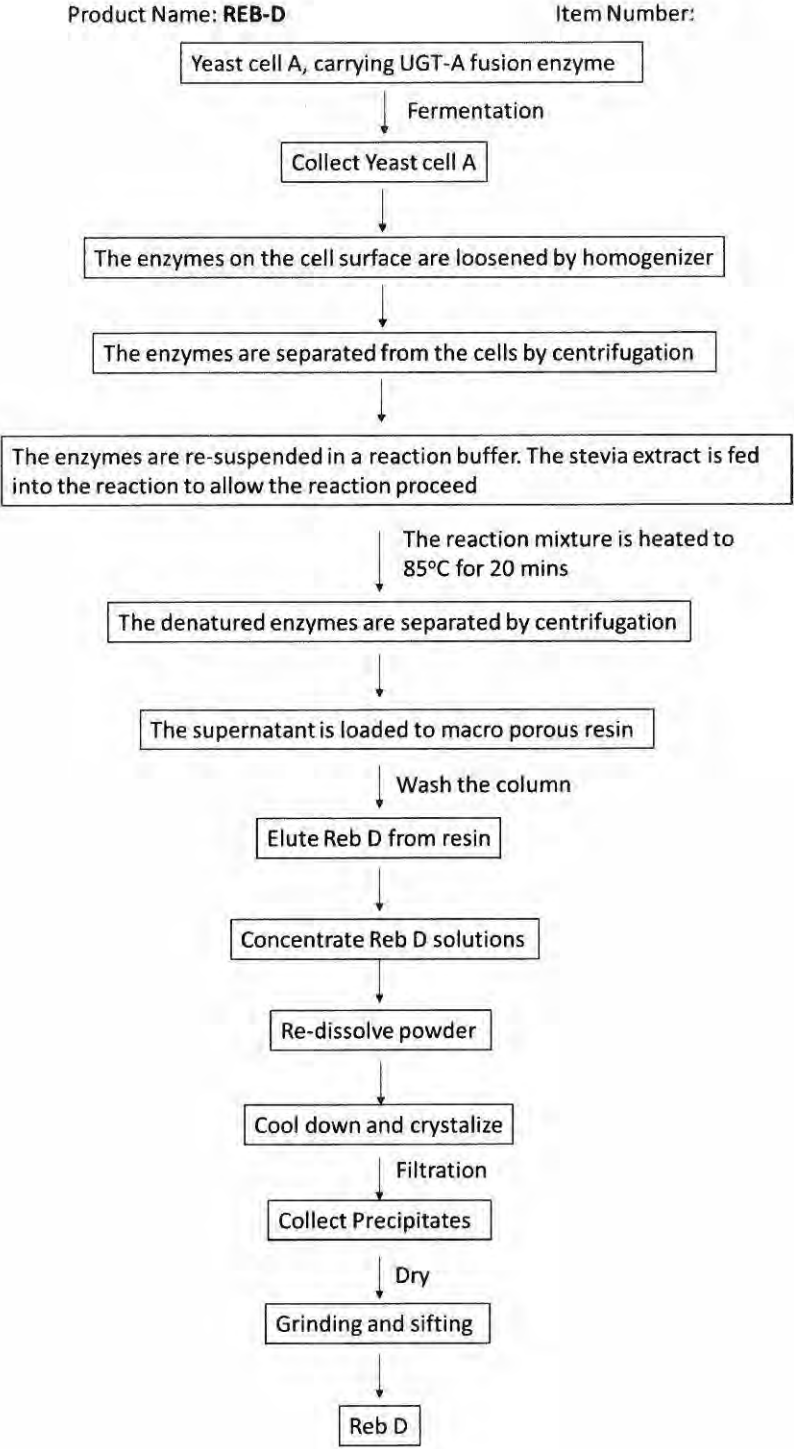 Product Name: REB-D Item Number:
Yeast cell A, carrying UGT-A fusion enzyme
Fermentation
Collect Yeast cell A
The enzymes on the cell surface are loosened by homogenizer
The enzymes are separated from the cells by centrifugation
The enzymes are re-suspended in a reaction buffer. The stevia extract is fed
into the reaction to allow the reaction proceed
The reaction mixture is heated to
85°C for 20 mins
The denatured enzymes are separated by centrifugation
The supernatant is loaded to macro porous resin
Wash the column
Elute Reb D from resin
Concentrate Reb D solutions
Re-dissolve powder
Cool down and crystalize
Filtration
Collect Precipitates
Dry
Grinding and sifting
Reb D